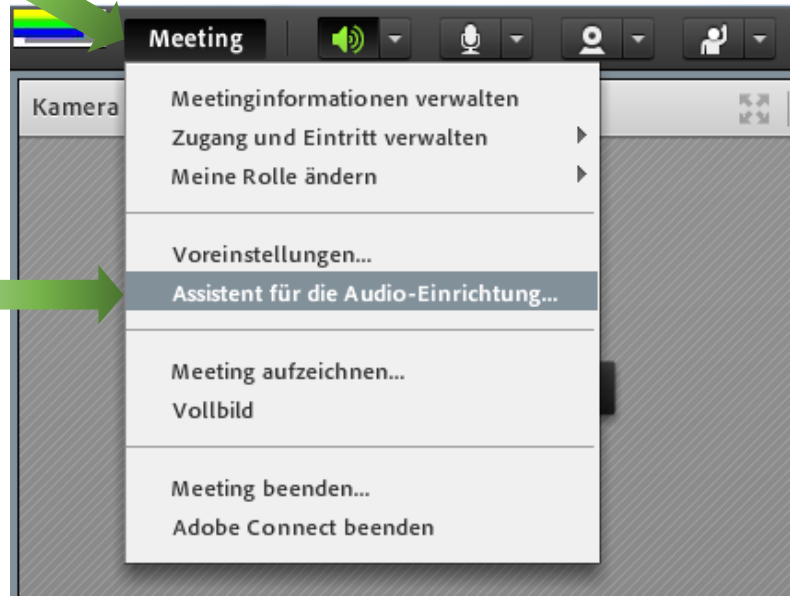 Meeting
Kamera
Meetinginformationen verwalten
Zugang und Eintritt verwalten
Meine Rolle ändern
Voreinstellungen...
Assistent für die Audio-Einrichtung...
Meeting aufzeichnen...
Vollbild
Meeting beenden...
Adobe Connect beenden